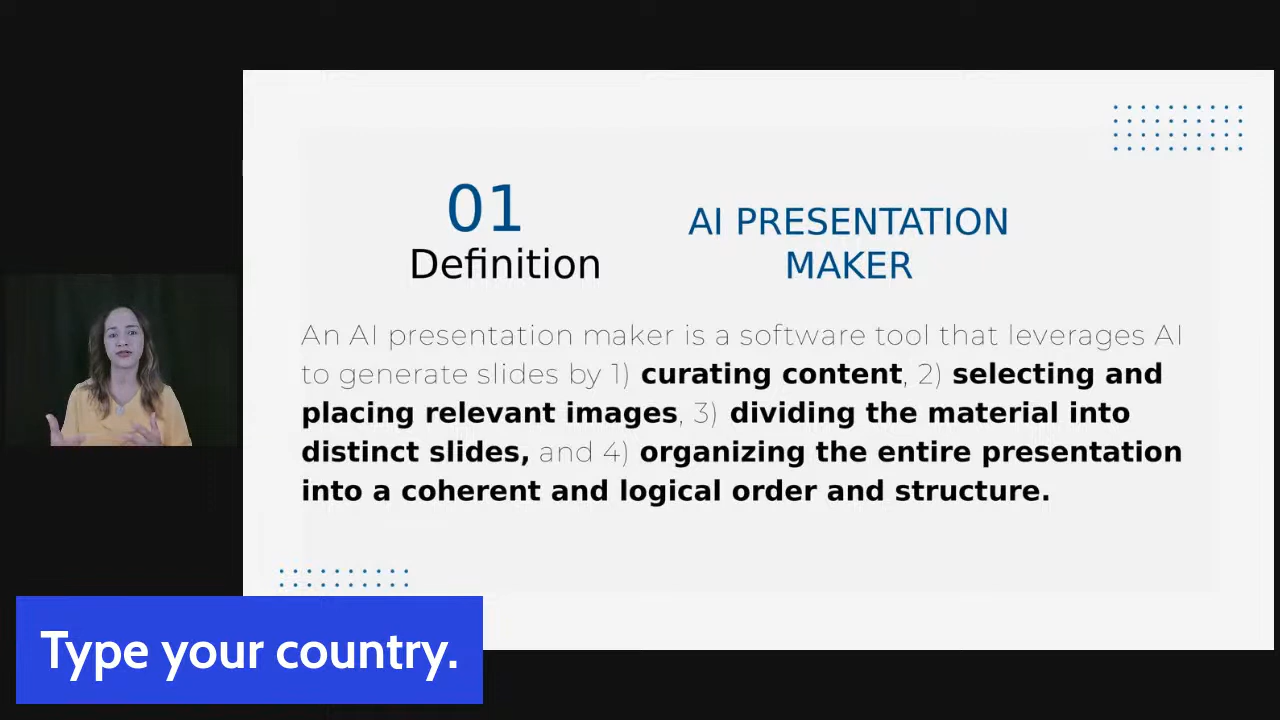 01
Definition
AI PRESENTATION
MAKER
An AI presentation maker is a software tool that leverages AI
to generate slides by 1) curating content, 2) selecting and
placing relevant images, 3) dividing the material into
distinct slides, and 4) organizing the entire presentation
into a coherent and logical order and structure.
Type your country.